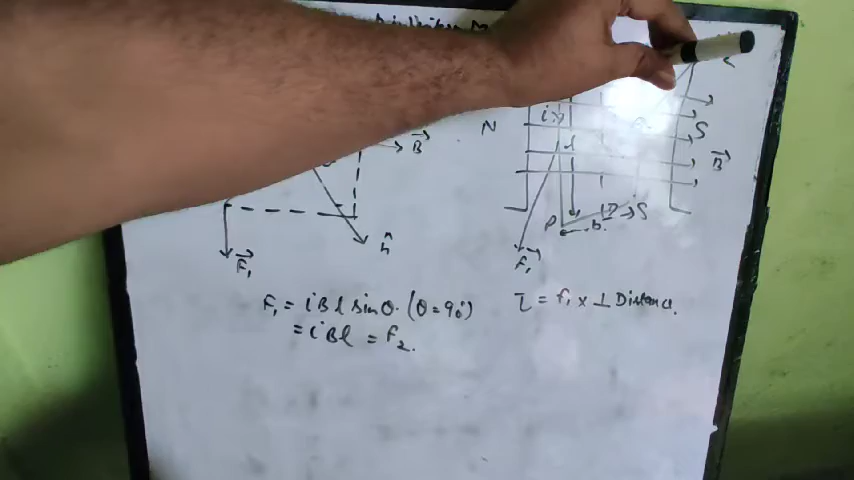 N
i
l
S
B
B
P
b
S
F₁
n̂
F₁
F₁ = iBl sinθ. (θ = 90°)
= iBl = F₂.
τ = f₁ × ⊥ Distance.